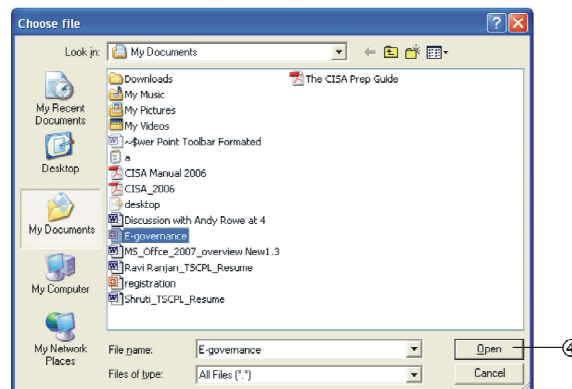 Choose file
Look in:
My Documents
My Recent
Documents
Desktop
My Documents
My Computer
My Network
Places
Downloads
My Music
My Pictures
My Videos
~$wer Point Toolbar Formated
a
CISA Manual 2006
CISA_2006
desktop
Discussion with Andy Rowe at 4
E-governance
MS_Offce_2007_overview New1.3
Ravi Ranjan_TSCPL_Resume
registration
Shruti_TSCPL_Resume
The CISA Prep Guide
File name:
E-governance
Open
4
Files of type:
All Files (*.*)
Cancel